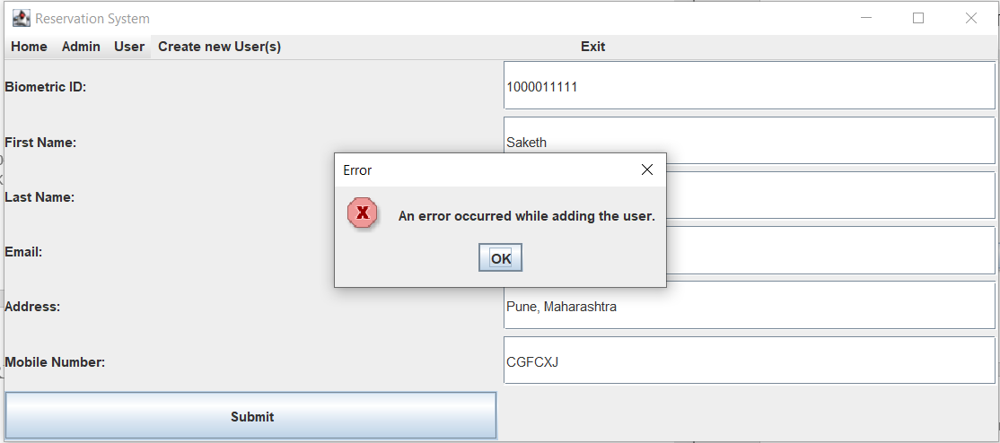 Reservation System
Home Admin User Create new User(s) Exit
Biometric ID: 1000011111
First Name: Saketh
Error
An error occurred while adding the user.
OK
Last Name:
Email:
Address: Pune, Maharashtra
Mobile Number: CGFCXJ
Submit